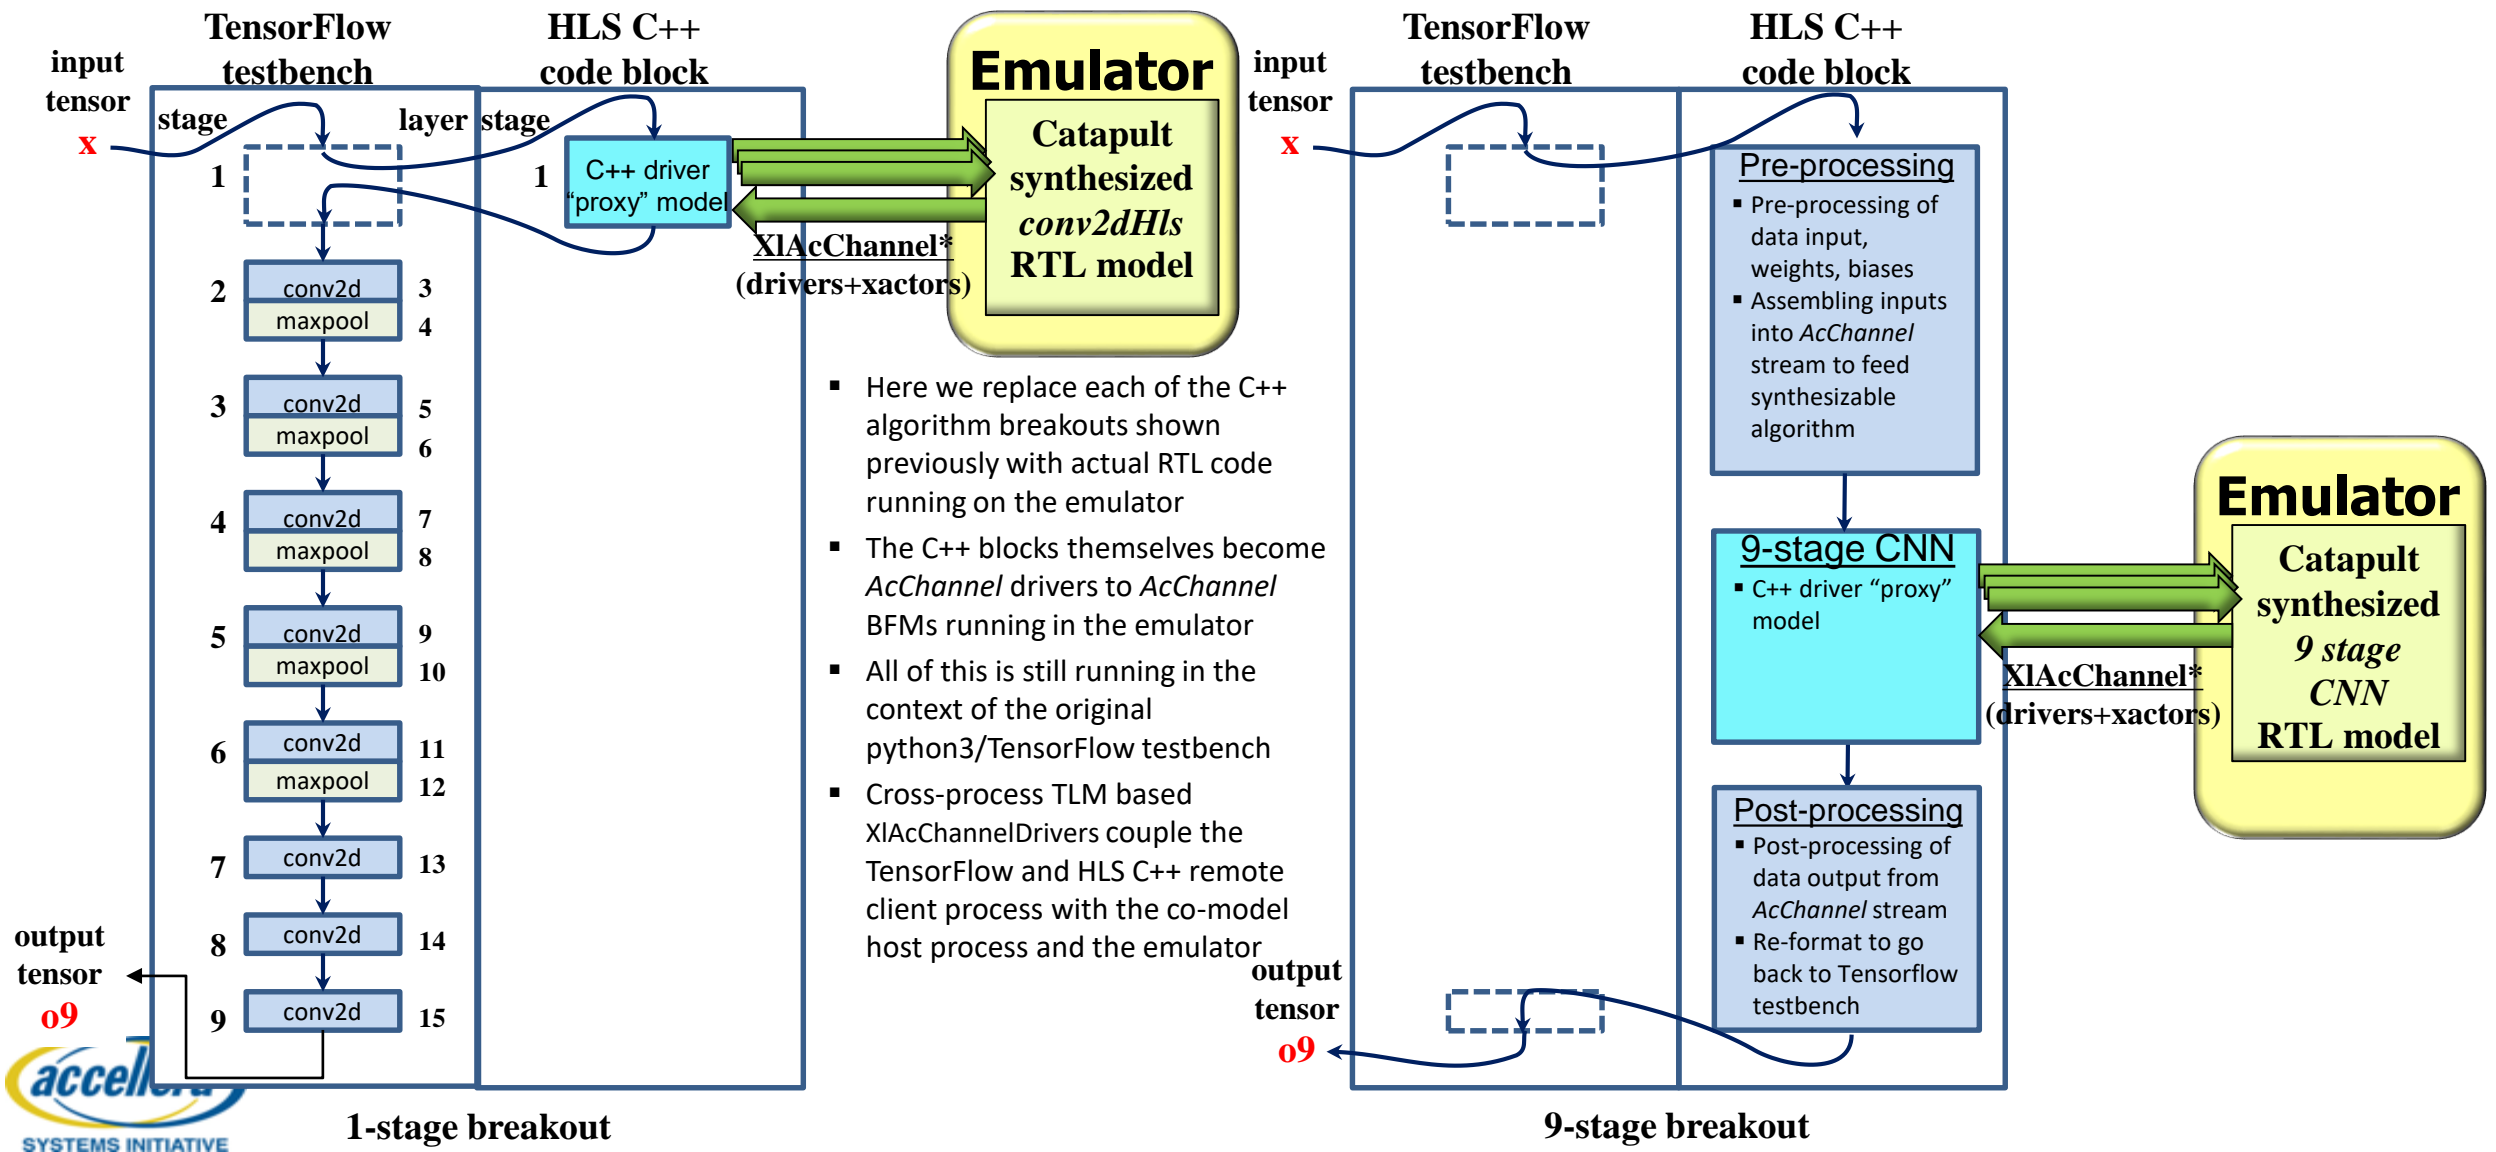 TensorFlow
testbench
HLS C++
code block
input
tensor
x
stage
layer
stage
1
1
C++ driver
“proxy” model
Emulator
Catapult
synthesized
conv2dHls
RTL model
XlAcChannel*
(drivers+xactors)
2
conv2d
3
maxpool
4
3
conv2d
5
maxpool
6
4
conv2d
7
maxpool
8
5
conv2d
9
maxpool
10
6
conv2d
11
maxpool
12
7
conv2d
13
8
conv2d
14
9
conv2d
15
output
tensor
o9
accellera
SYSTEMS INITIATIVE
1-stage breakout
▪ Here we replace each of the C++
algorithm breakouts shown
previously with actual RTL code
running on the emulator
▪ The C++ blocks themselves become
AcChannel drivers to AcChannel
BFMs running in the emulator
▪ All of this is still running in the
context of the original
python3/TensorFlow testbench
▪ Cross-process TLM based
XlAcChannelDrivers couple the
TensorFlow and HLS C++ remote
client process with the co-model
host process and the emulator
TensorFlow
testbench
HLS C++
code block
input
tensor
x
Pre-processing
▪ Pre-processing of
data input,
weights, biases
▪ Assembling inputs
into AcChannel
stream to feed
synthesizable
algorithm
9-stage CNN
▪ C++ driver “proxy”
model
Emulator
Catapult
synthesized
9 stage
CNN
RTL model
XlAcChannel*
(drivers+xactors)
Post-processing
▪ Post-processing of
data output from
AcChannel stream
▪ Re-format to go
back to Tensorflow
testbench
output
tensor
o9
9-stage breakout